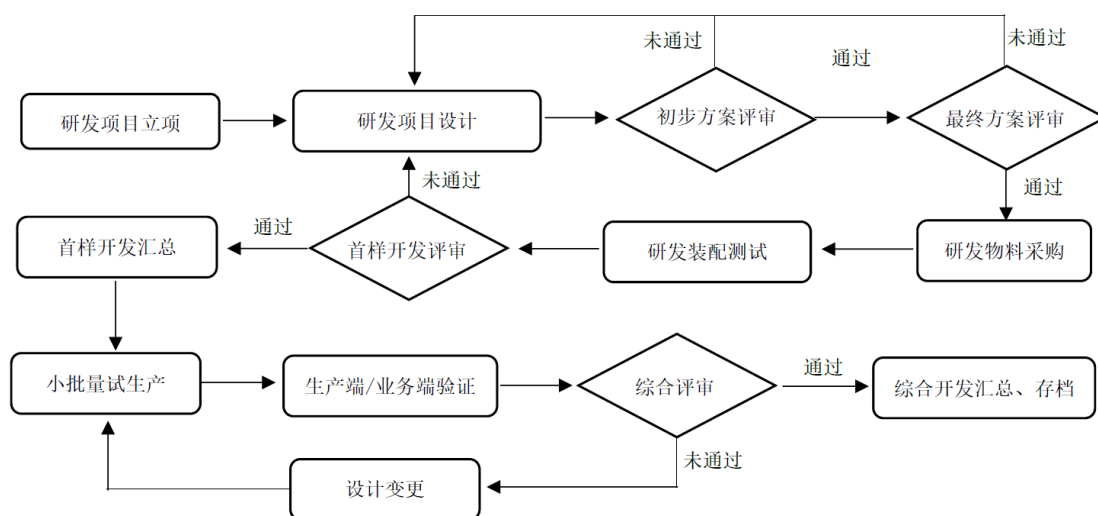 未通过
通过
未通过
研发项目立项
研发项目设计
初步方案评审
最终方案评审
未通过
通过
通过
首样开发汇总
首样开发评审
研发装配测试
研发物料采购
小批量试生产
生产端/业务端验证
综合评审
通过
综合开发汇总、存档
未通过
设计变更